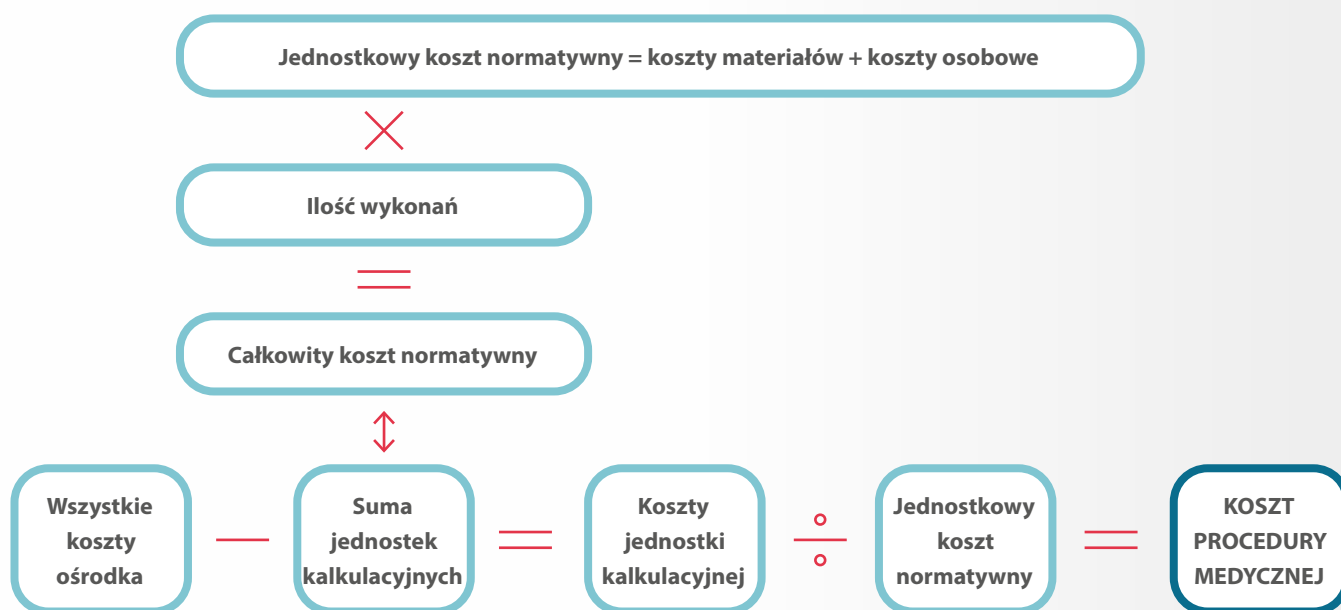 Jednostkowy koszt normatywny = koszty materiałów + koszty osobowe
Ilość wykonań
Całkowity koszt normatywny
Wszystkie
koszty
ośrodka
Suma
jednostek
kalkulacyjnych
Koszty
jednostki
kalkulacyjnej
Jednostkowy
koszt
normatywny
KOSZT
PROCEDURY
MEDYCZNEJ